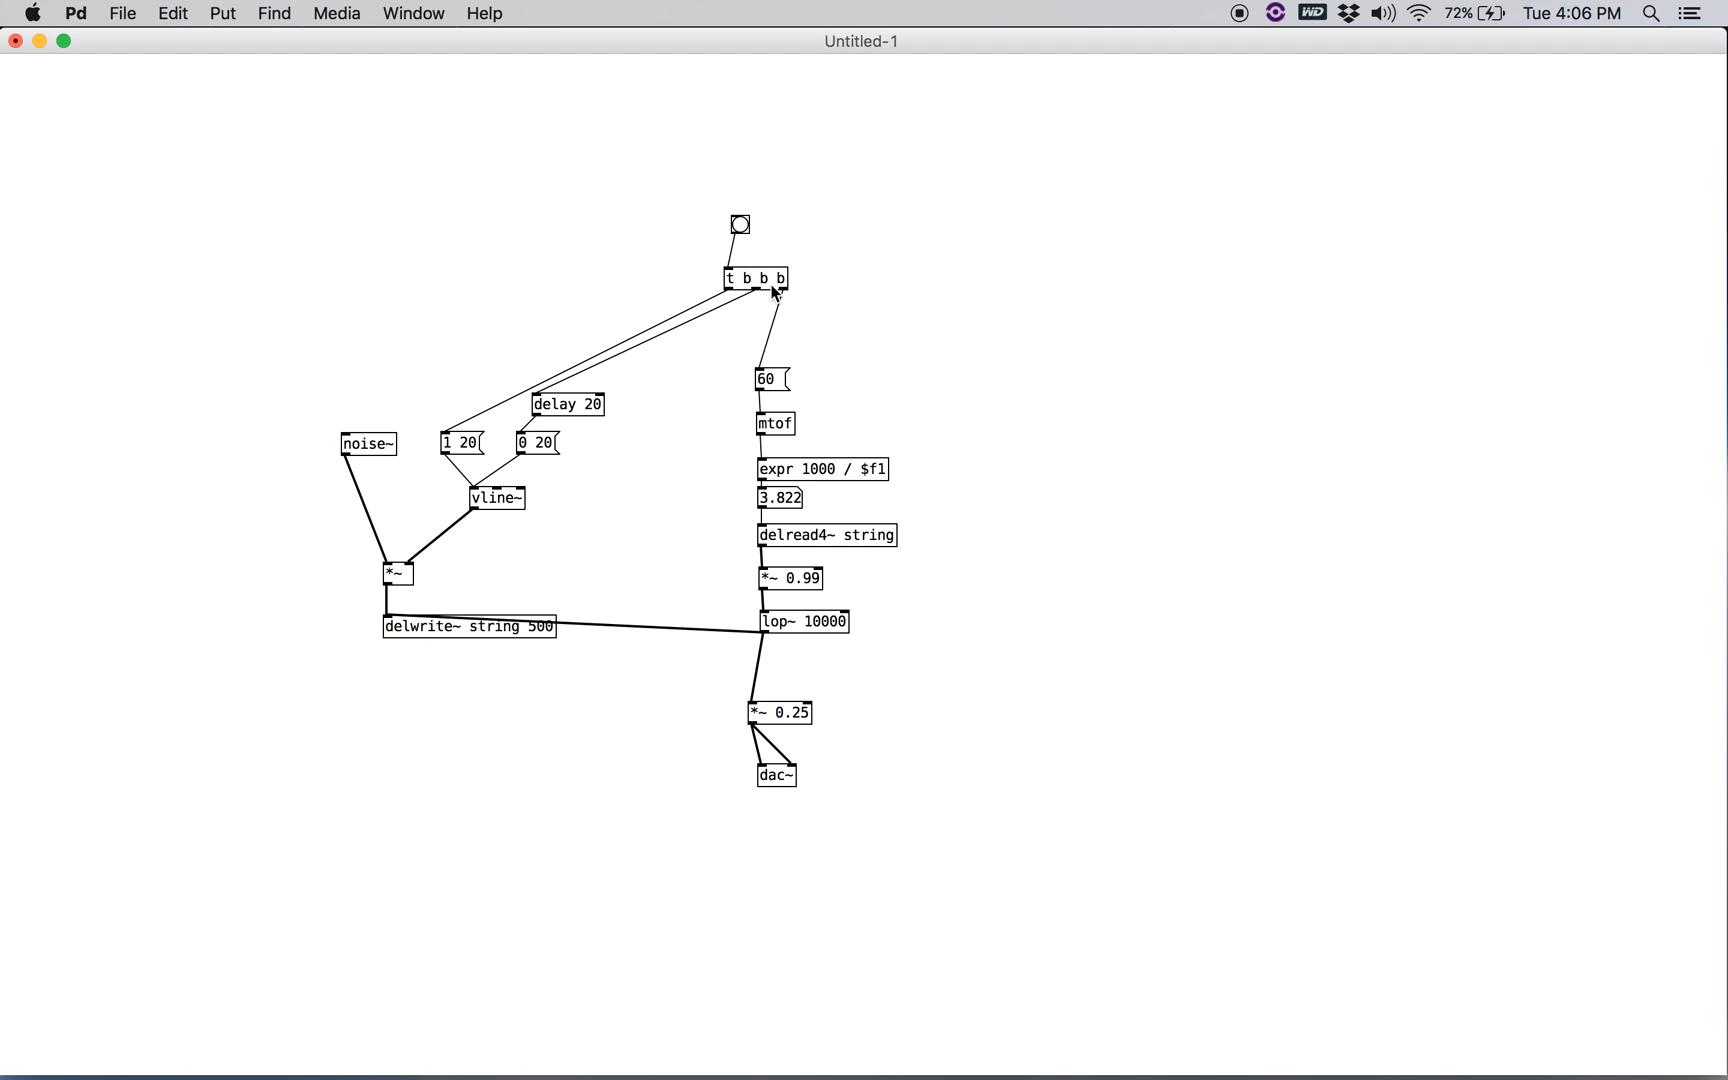 Pd File Edit Put Find Media Window Help WD 72% Tue 4:06 PM
Untitled-1
t b b b
60
delay 20
mtof
noise~
1 20
0 20
expr 1000 / $f1
vline~
3.822
delread4~ string
*~
*~ 0.99
delwrite~ string 500
lop~ 10000
*~ 0.25
dac~